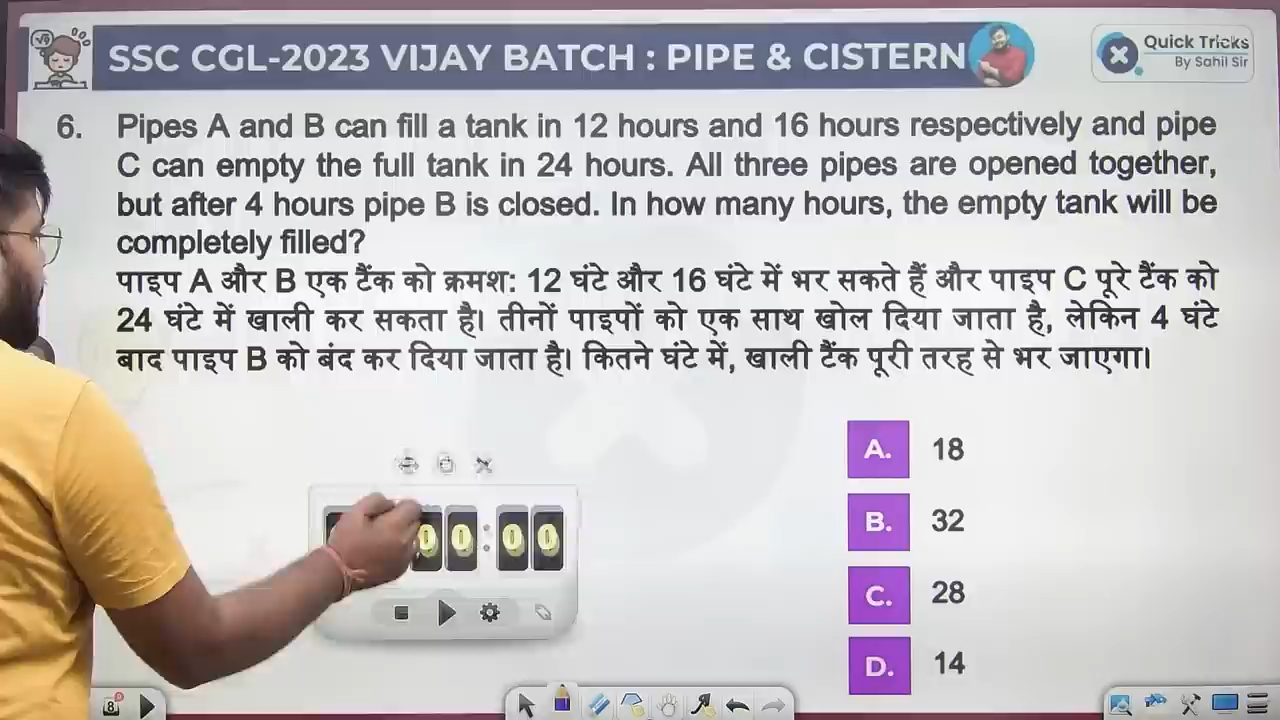 SSC CGL-2023 VIJAY BATCH : PIPE & CISTERN
Quick Tricks
By Sahil Sir
6. Pipes A and B can fill a tank in 12 hours and 16 hours respectively and pipe
C can empty the full tank in 24 hours. All three pipes are opened together,
but after 4 hours pipe B is closed. In how many hours, the empty tank will be
completely filled?
पाइप A और B एक टैंक को क्रमश: 12 घंटे और 16 घंटे में भर सकते हैं और पाइप C पूरे टैंक को
24 घंटे में खाली कर सकता है। तीनों पाइपों को एक साथ खोल दिया जाता है, लेकिन 4 घंटे
बाद पाइप B को बंद कर दिया जाता है। कितने घंटे में, खाली टैंक पूरी तरह से भर जाएगा।
A. 18
B. 32
C. 28
D. 14
00:00
8